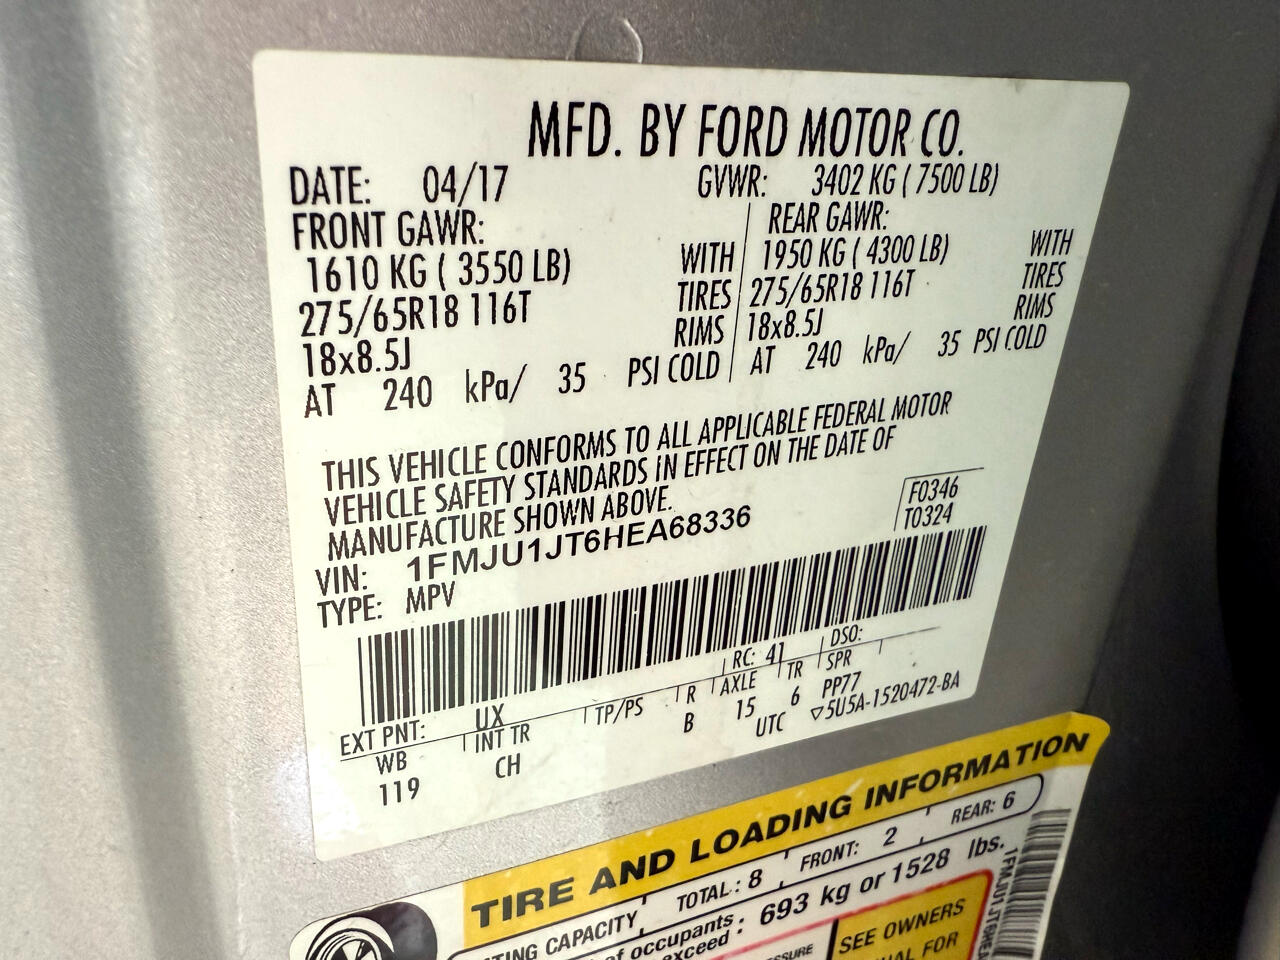 MFD. BY FORD MOTOR CO.
DATE: 04/17 GVWR: 3402 KG ( 7500 LB)
FRONT GAWR: REAR GAWR:
1610 KG ( 3550 LB) WITH 1950 KG ( 4300 LB) WITH
275/65R18 116T TIRES 275/65R18 116T TIRES
18x8.5J RIMS 18x8.5J RIMS
AT 240 kPa/ 35 PSI COLD AT 240 kPa/ 35 PSI COLD
THIS VEHICLE CONFORMS TO ALL APPLICABLE FEDERAL MOTOR
VEHICLE SAFETY STANDARDS IN EFFECT ON THE DATE OF
MANUFACTURE SHOWN ABOVE.
F0346
T0324
VIN: 1FMJU1JT6HEA68336
TYPE: MPV
EXT PNT: UX RC: 41 DSO:
WB INT TR TP/PS R AXLE TR SPR
119 CH B 15 6 PP77
UTC ▽5U5A-1520472-BA
TIRE AND LOADING INFORMATION
CAPACITY TOTAL: 8 FRONT: 2 REAR: 6
of occupants
exceed: 693 kg or 1528 lbs.
SEE OWNERS
FOR